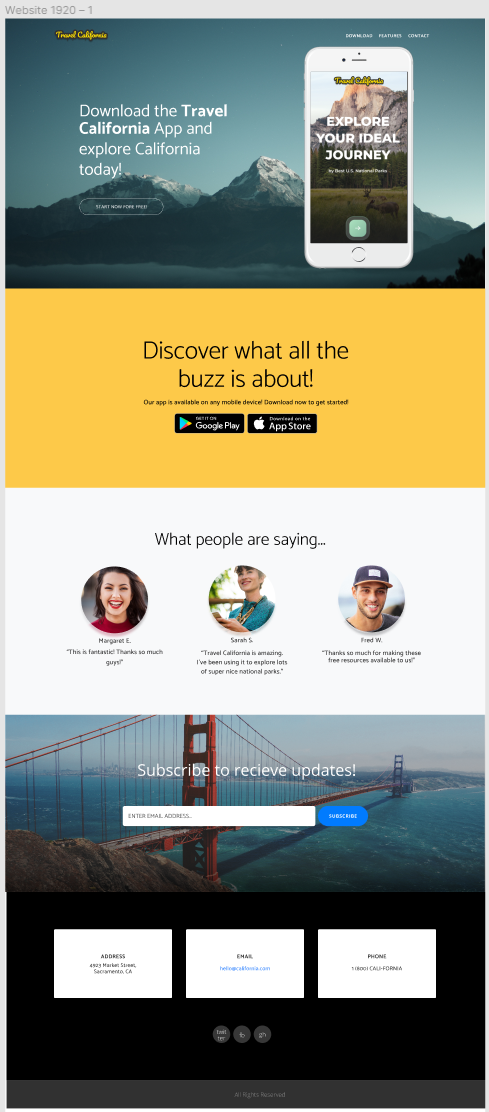 Website 1920 – 1
Travel California
DOWNLOAD FEATURES CONTACT
Download the Travel
California App and
explore California
today!
START NOW FORE FREE!
Travel California
EXPLORE
YOUR IDEAL
JOURNEY
by Best U.S. National Parks
Discover what all the
buzz is about!
Our app is available on any mobile device! Download now to get started!
GET IT ON
Google Play
Download on the
App Store
What people are saying...
Margaret E.
"This is fantastic! Thanks so much
guys!"
Sarah S.
"Travel California is amazing.
I've been using it to explore lots
of super nice national parks."
Fred W.
"Thanks so much for making these
free resources available to us!"
Subscribe to recieve updates!
ENTER EMAIL ADDRESS..
SUBSCRIBE
ADDRESS
4923 Market Street,
Sacramento, CA
EMAIL
hello@california.com
PHONE
1 (800) CALI-FORNIA
Twit
ter
fb
gh
All Rights Reserved